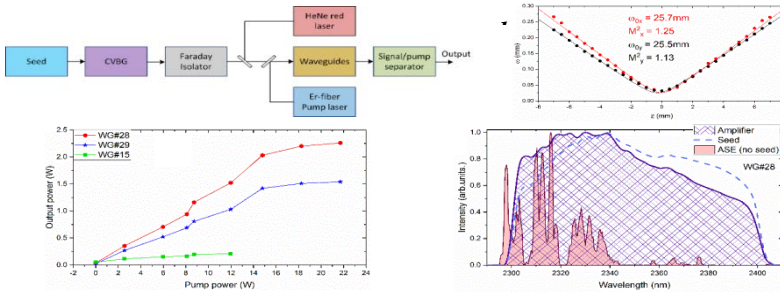 HeNe red
laser
Seed
CVBG
Faraday
Isolator
Waveguides
Signal/pump
separator
Output
Er-fiber
Pump laser
ω0x = 25.7mm
M²x = 1.25
ω0y = 25.5mm
M²y = 1.13
0.30
0.25
0.20
0.15
0.10
0.05
0.00
ω (mm)
-8 -6 -4 -2 0 2 4 6 8
z (mm)
WG#28
WG#29
WG#15
2.5
2.0
1.5
1.0
0.5
0.0
Output power (W)
-2 0 2 4 6 8 10 12 14 16 18 20 22 24
Pump power (W)
Amplifier
Seed
ASE (no seed)
WG#28
1.0
0.8
0.6
0.4
0.2
0.0
Intensity (arb.units.)
2300 2320 2340 2360 2380 2400
Wavelength (nm)